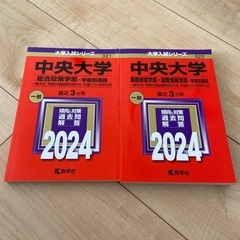 大学入試シリーズ
321
中央大学
総合政策学部-学部別選抜
一般
最近3カ年
2024
傾向と対策
過去問
解答
教学社
大学入試シリーズ
322
中央大学
国際経営学部・国際情報学部-学部別選抜
一般
最近3カ年
2024
傾向と対策
過去問
解答
教学社